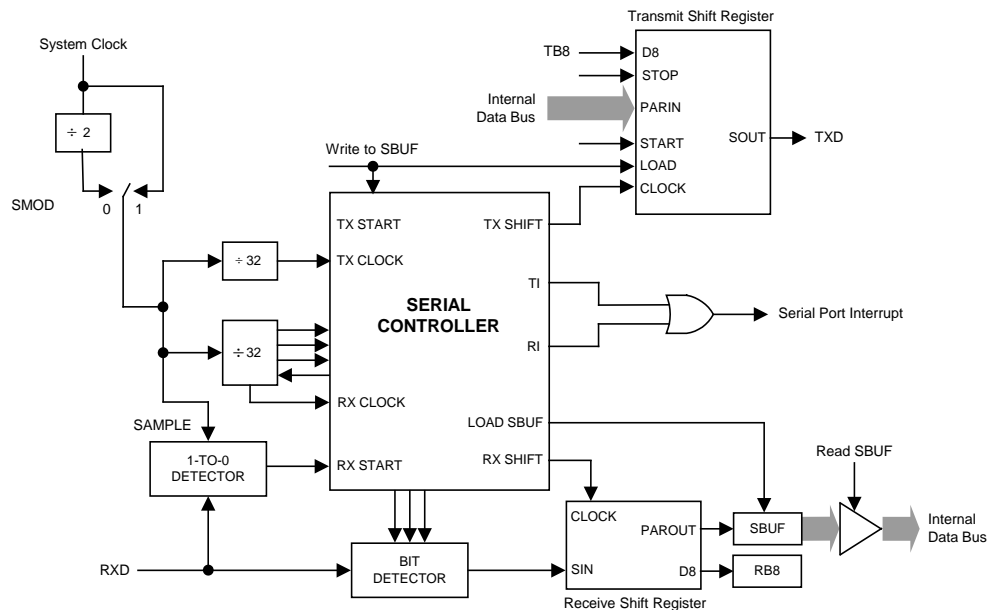 Transmit Shift Register
System Clock
TB8
D8
STOP
Internal
Data Bus
PARIN
÷ 2
START
SOUT
TXD
Write to SBUF
LOAD
CLOCK
SMOD
0
1
TX START
TX SHIFT
÷ 32
TX CLOCK
TI
SERIAL
CONTROLLER
Serial Port Interrupt
÷ 32
RI
RX CLOCK
SAMPLE
LOAD SBUF
1-TO-0
DETECTOR
RX START
RX SHIFT
Read SBUF
CLOCK
PAROUT
SBUF
Internal
Data Bus
RXD
BIT
DETECTOR
SIN
D8
RB8
Receive Shift Register